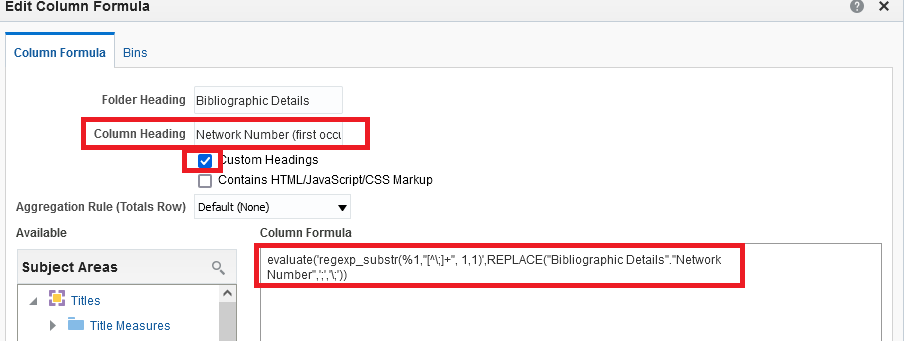 Edit Column Formula
Column Formula Bins
Folder Heading Bibliographic Details
Column Heading Network Number (first occu
Custom Headings
Contains HTML/JavaScript/CSS Markup
Aggregation Rule (Totals Row) Default (None)
Available Column Formula
Subject Areas
evaluate('regexp_substr(%1,"[^\;]+", 1,1)',REPLACE("Bibliographic Details"."Network
Number",';','\;'))
Titles
Title Measures